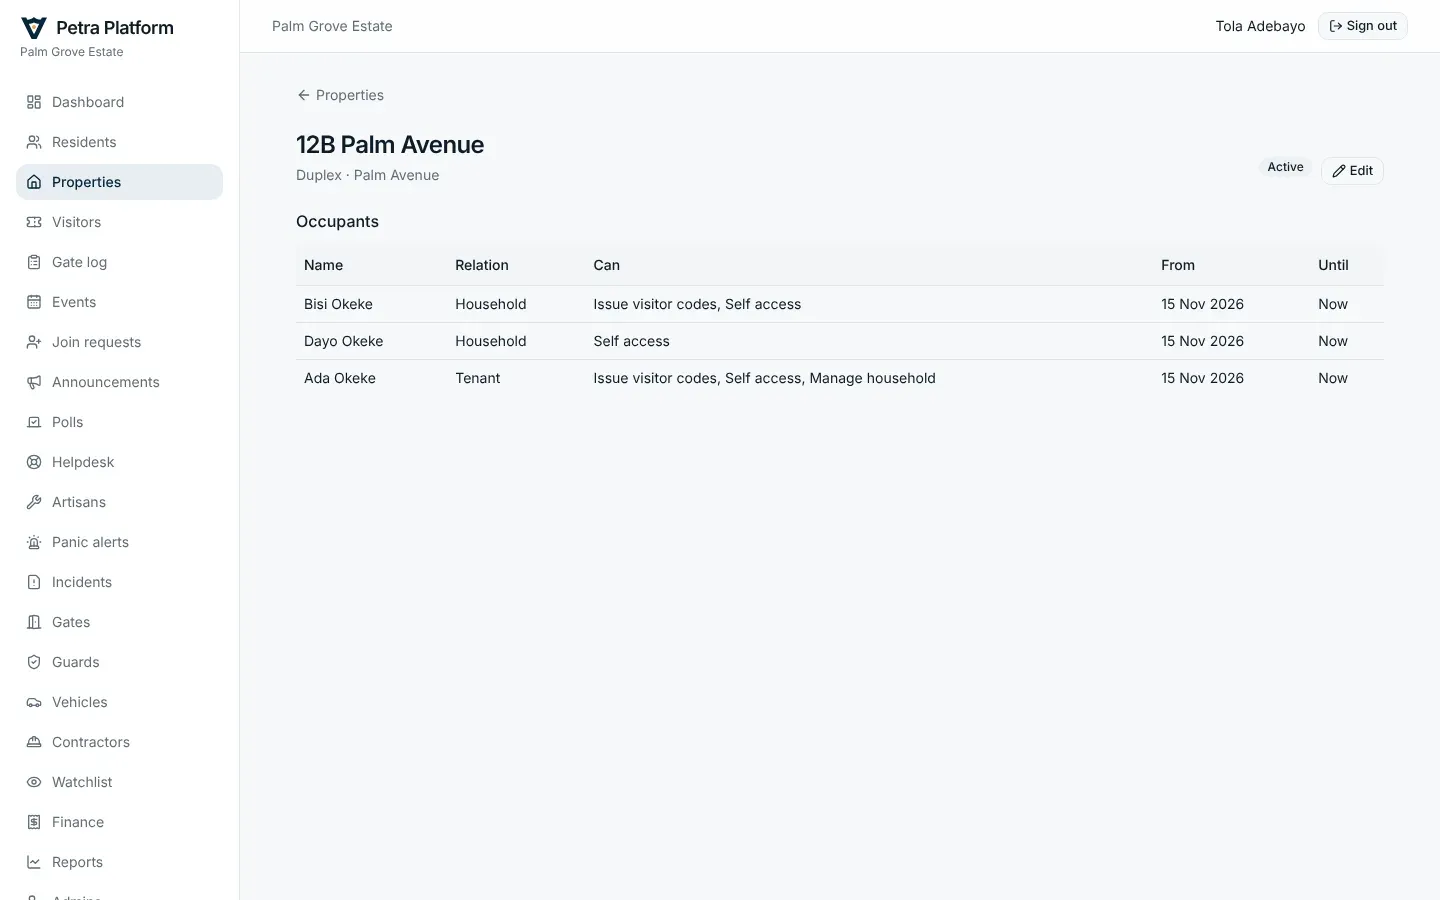 Petra Platform
Palm Grove Estate
Dashboard
Residents
Properties
Visitors
Gate log
Events
Join requests
Announcements
Polls
Helpdesk
Artisans
Panic alerts
Incidents
Gates
Guards
Vehicles
Contractors
Watchlist
Finance
Reports
Palm Grove Estate
Tola Adebayo
Sign out
Properties
12B Palm Avenue
Duplex · Palm Avenue
Active
Edit
Occupants
Name Relation Can From Until
Bisi Okeke Household Issue visitor codes, Self access 15 Nov 2026 Now
Dayo Okeke Household Self access 15 Nov 2026 Now
Ada Okeke Tenant Issue visitor codes, Self access, Manage household 15 Nov 2026 Now